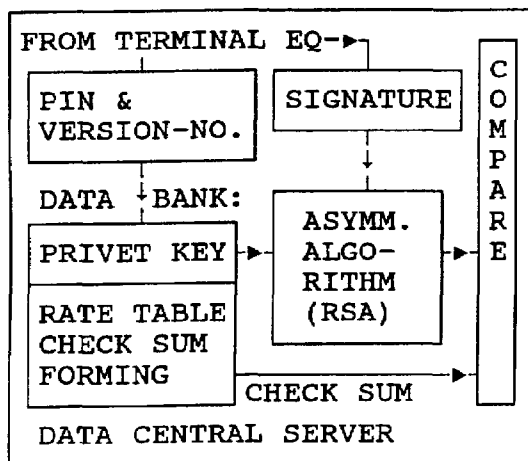 FROM TERMINAL EQ-
PIN &
VERSION-NO.
SIGNATURE
COMPARE
DATA BANK:
PRIVET KEY
ASYMM.
ALGO-
RITHM
(RSA)
RATE TABLE
CHECK SUM
FORMING
CHECK SUM
DATA CENTRAL SERVER